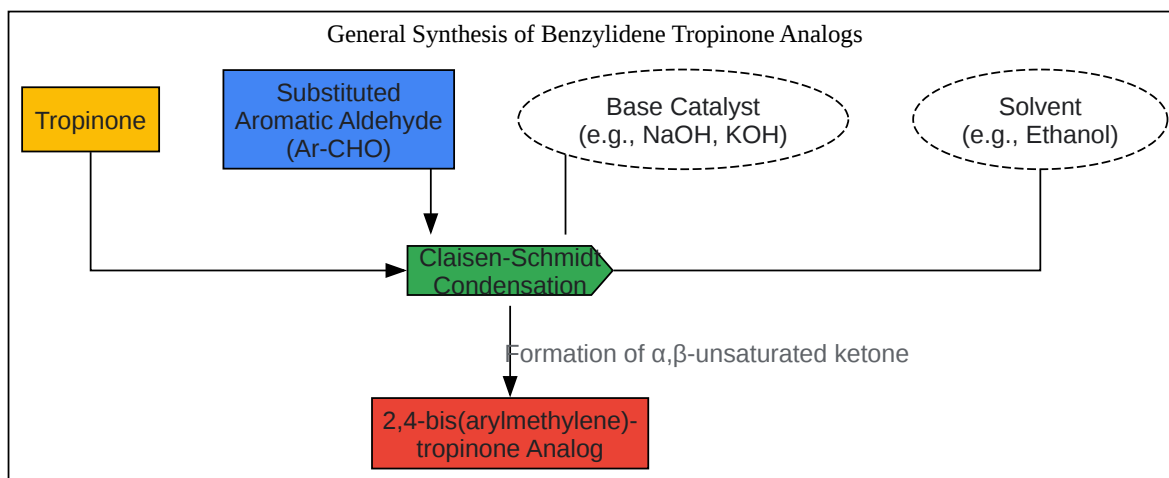 General Synthesis of Benzylidene Tropinone Analogs
Tropinone
Substituted
Aromatic Aldehyde
(Ar-CHO)
Base Catalyst
(e.g., NaOH, KOH)
Solvent
(e.g., Ethanol)
Claisen-Schmidt
Condensation
Formation of α,β-unsaturated ketone
2,4-bis(arylmethylene)-
tropinone Analog